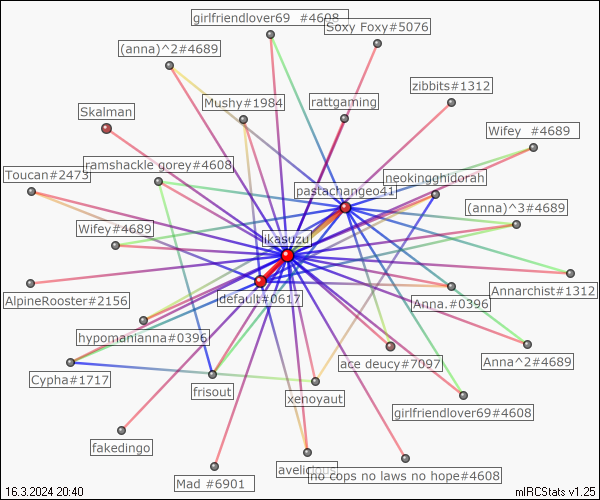 girlfriendlover69 #4608
Soxy Foxy#5076
(anna)^2#4689
zibbits#1312
Mushy#1984
rattgaming
Skalman
Wifey #4689
ramshackle gorey#4608
Toucan#2473
neokingghidorah
pastachangeo41
(anna)^3#4689
Wifey#4689
ikasuzu
AlpineRooster#2156
default#0617
Annarchist#1312
Anna.#0396
hypomanianna#0396
ace deucy#7097
Anna^2#4689
Cypha#1717
frisout
xenoyaut
girlfriendlover69#4608
fakedingo
avelicious
no cops no laws no hope#4608
Mad #6901
16.3.2024 20:40
mIRCStats v1.25